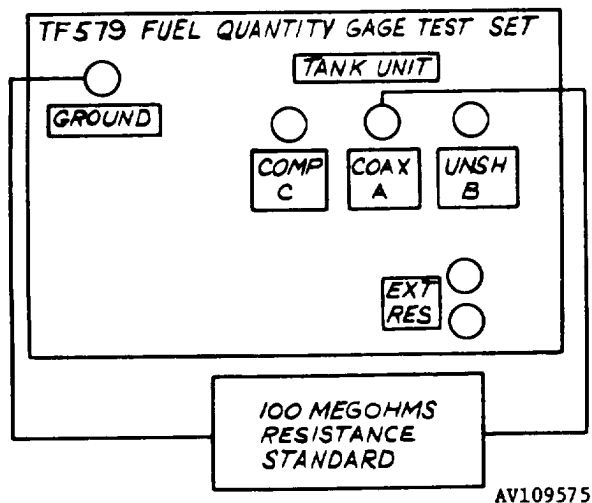 TF579 FUEL QUANTITY GAGE TEST SET
TANK UNIT
GROUND
COMP
C
COAX
A
UNSH
B
EXT
RES
100 MEGOHMS
RESISTANCE
STANDARD
AV109575